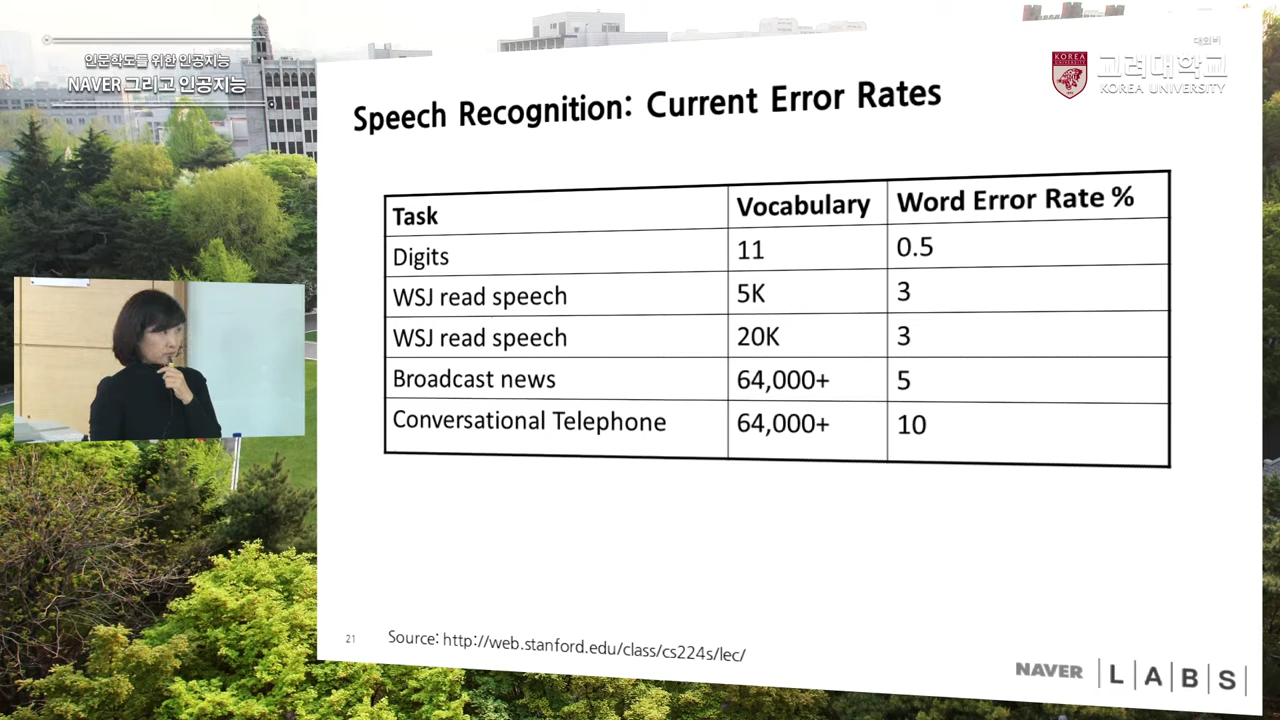 인문학도를 위한 인공지능
NAVER 그리고 인공지능
대외비
KOREA
UNIVERSITY
고려대학교
KOREA UNIVERSITY
Speech Recognition: Current Error Rates
Task Vocabulary Word Error Rate %
Digits 11 0.5
WSJ read speech 5K 3
WSJ read speech 20K 3
Broadcast news 64,000+ 5
Conversational Telephone 64,000+ 10
21 Source: http://web.stanford.edu/class/cs224s/lec/
NAVER | L | A | B | S |